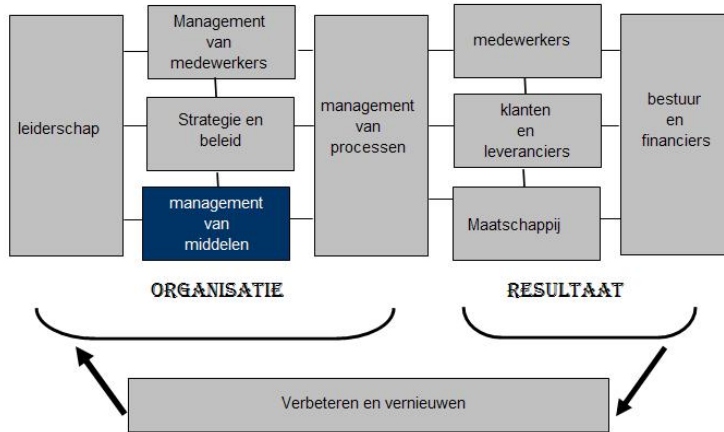 leiderschap
Management
van
medewerkers
Strategie en
beleid
management
van
middelen
management
van
processen
medewerkers
klanten
en
leveranciers
Maatschappij
bestuur
en
financiers
ORGANISATIE
RESULTAAT
Verbeteren en vernieuwen